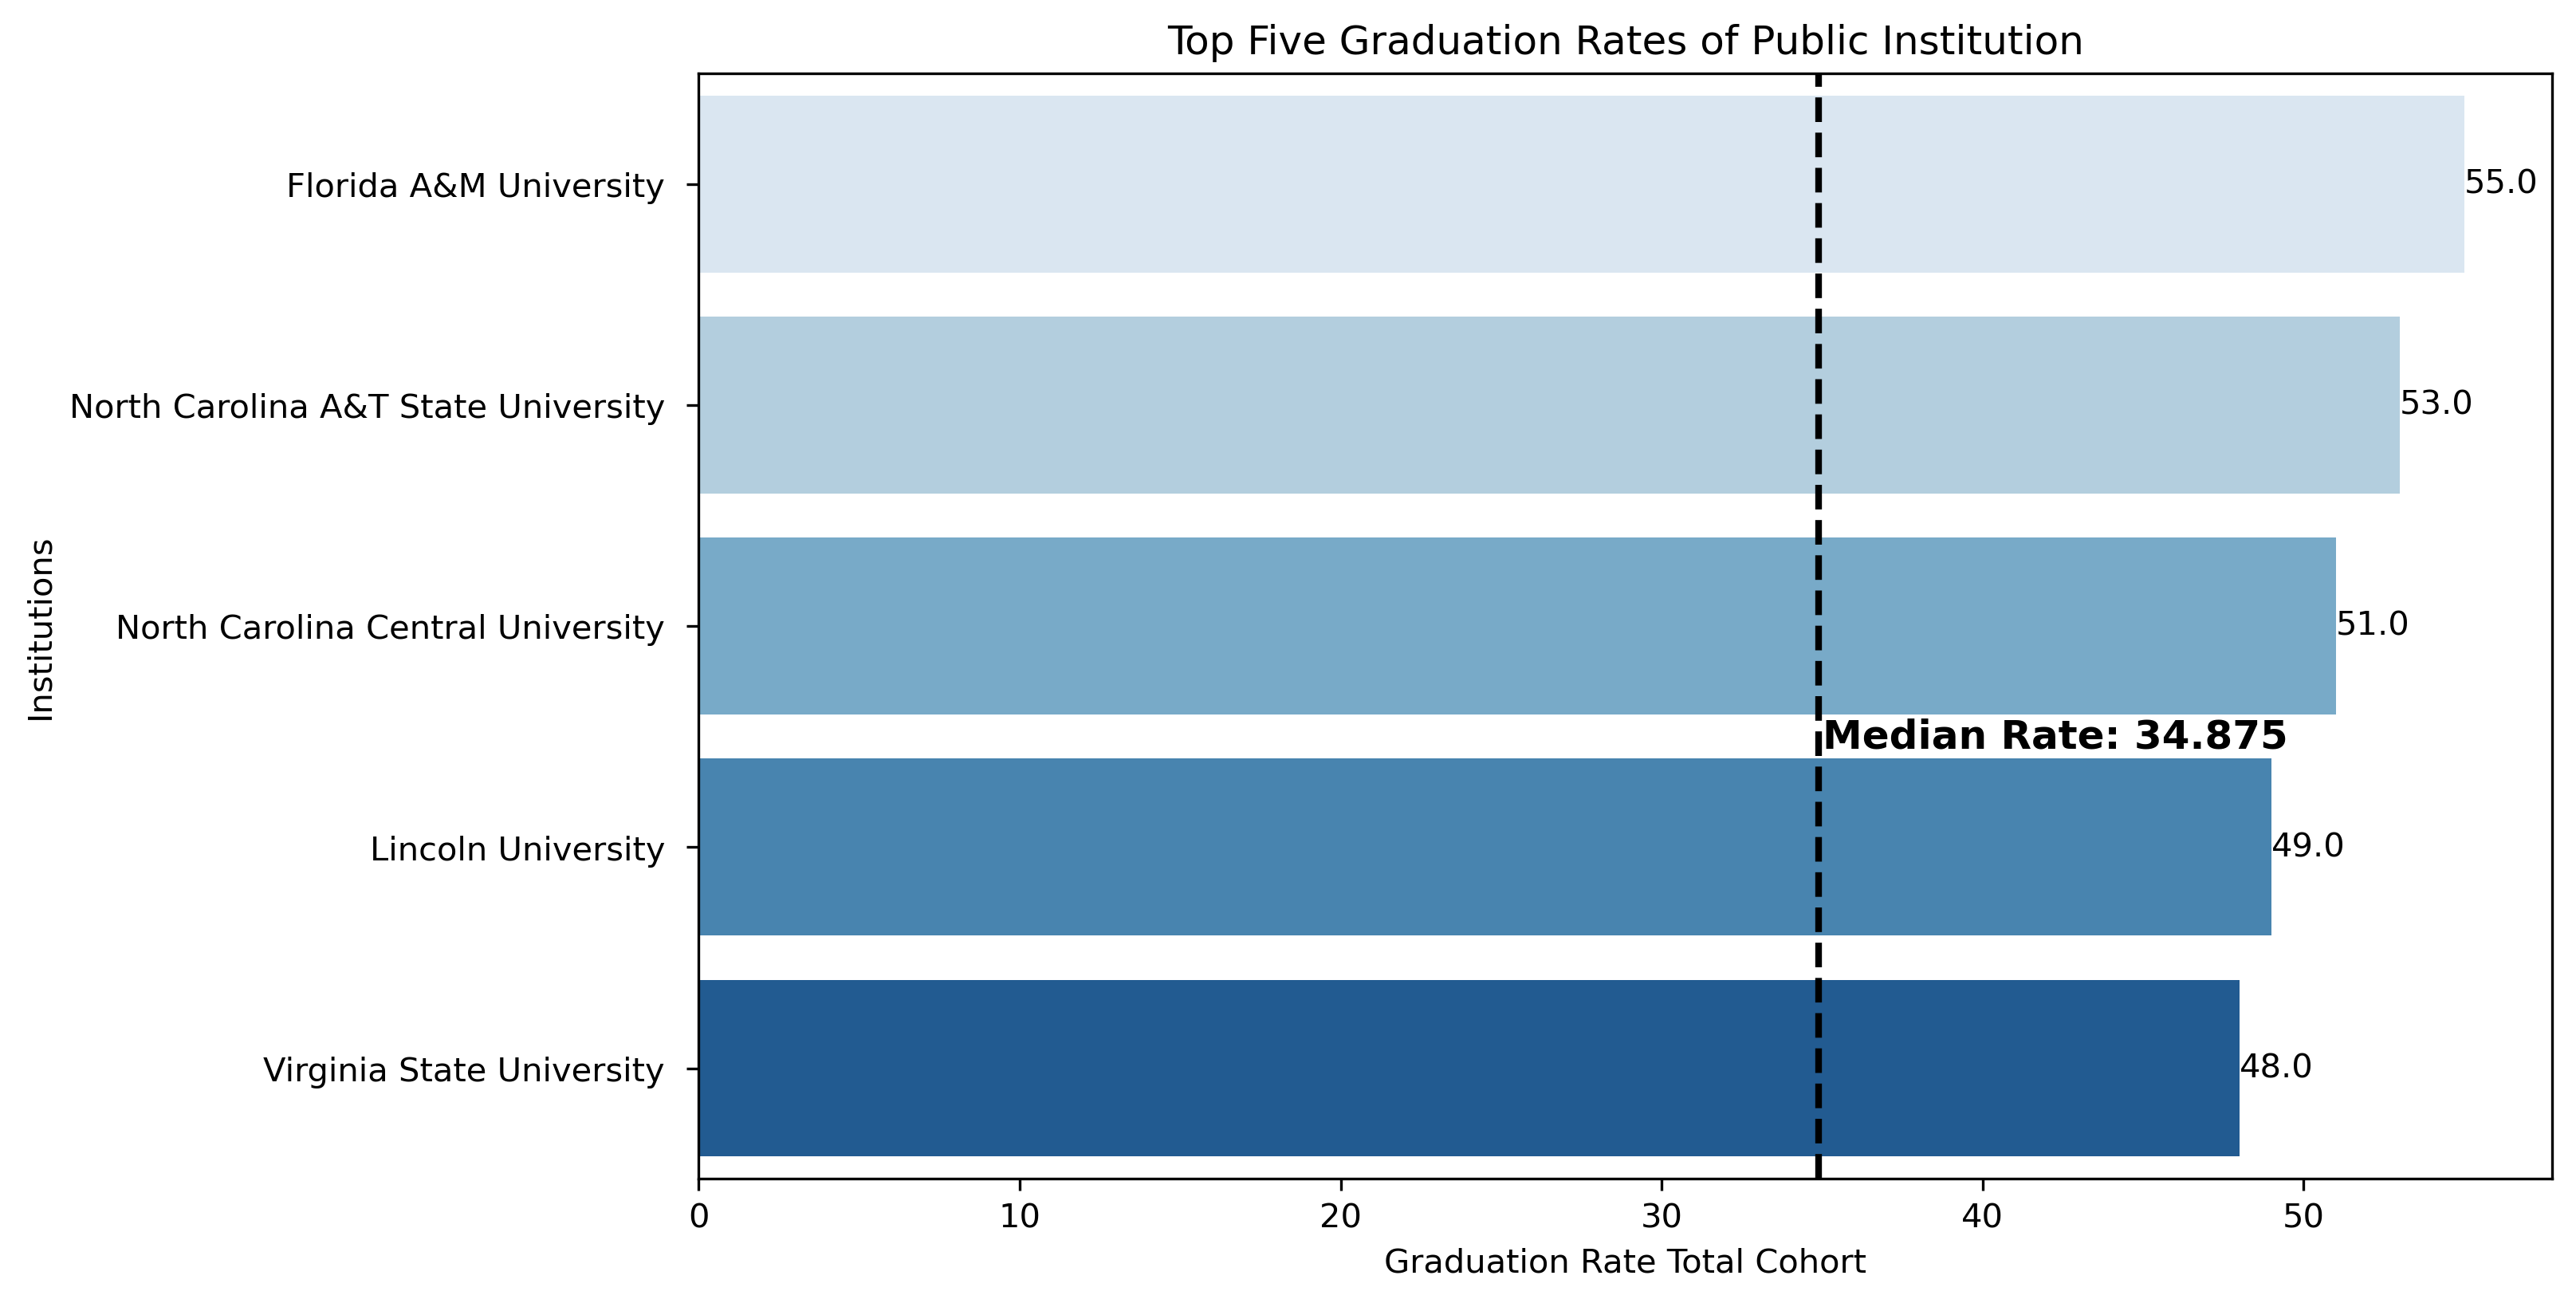 Top Five Graduation Rates of Public Institution
Institutions
Florida A&M University
55.0
North Carolina A&T State University
53.0
North Carolina Central University
51.0
Median Rate: 34.875
Lincoln University
49.0
Virginia State University
48.0
0 10 20 30 40 50
Graduation Rate Total Cohort